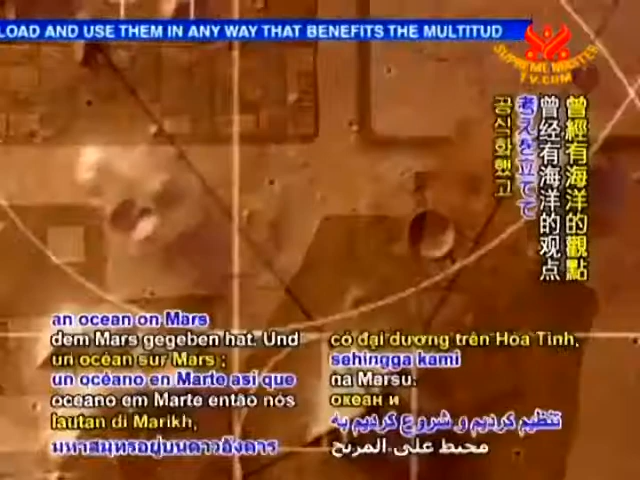 LOAD AND USE THEM IN ANY WAY THAT BENEFITS THE MULTITUD
SUPREME MASTER
TV.COM
曾經有海洋的觀點
曾经有海洋的观点
考えを立てて
공식화했고
an ocean on Mars
dem Mars gegeben hat. Und
un océan sur Mars ;
un océano en Marte así que
oceano em Marte então nós
lautan di Marikh,
มหาสมุทรอยู่บนดาวอังคาร
có đại dương trên Hỏa Tinh,
sehingga kami
na Marsu.
океан и
تنظیم کردیم و شروع کردیم به
محيط على المريخ